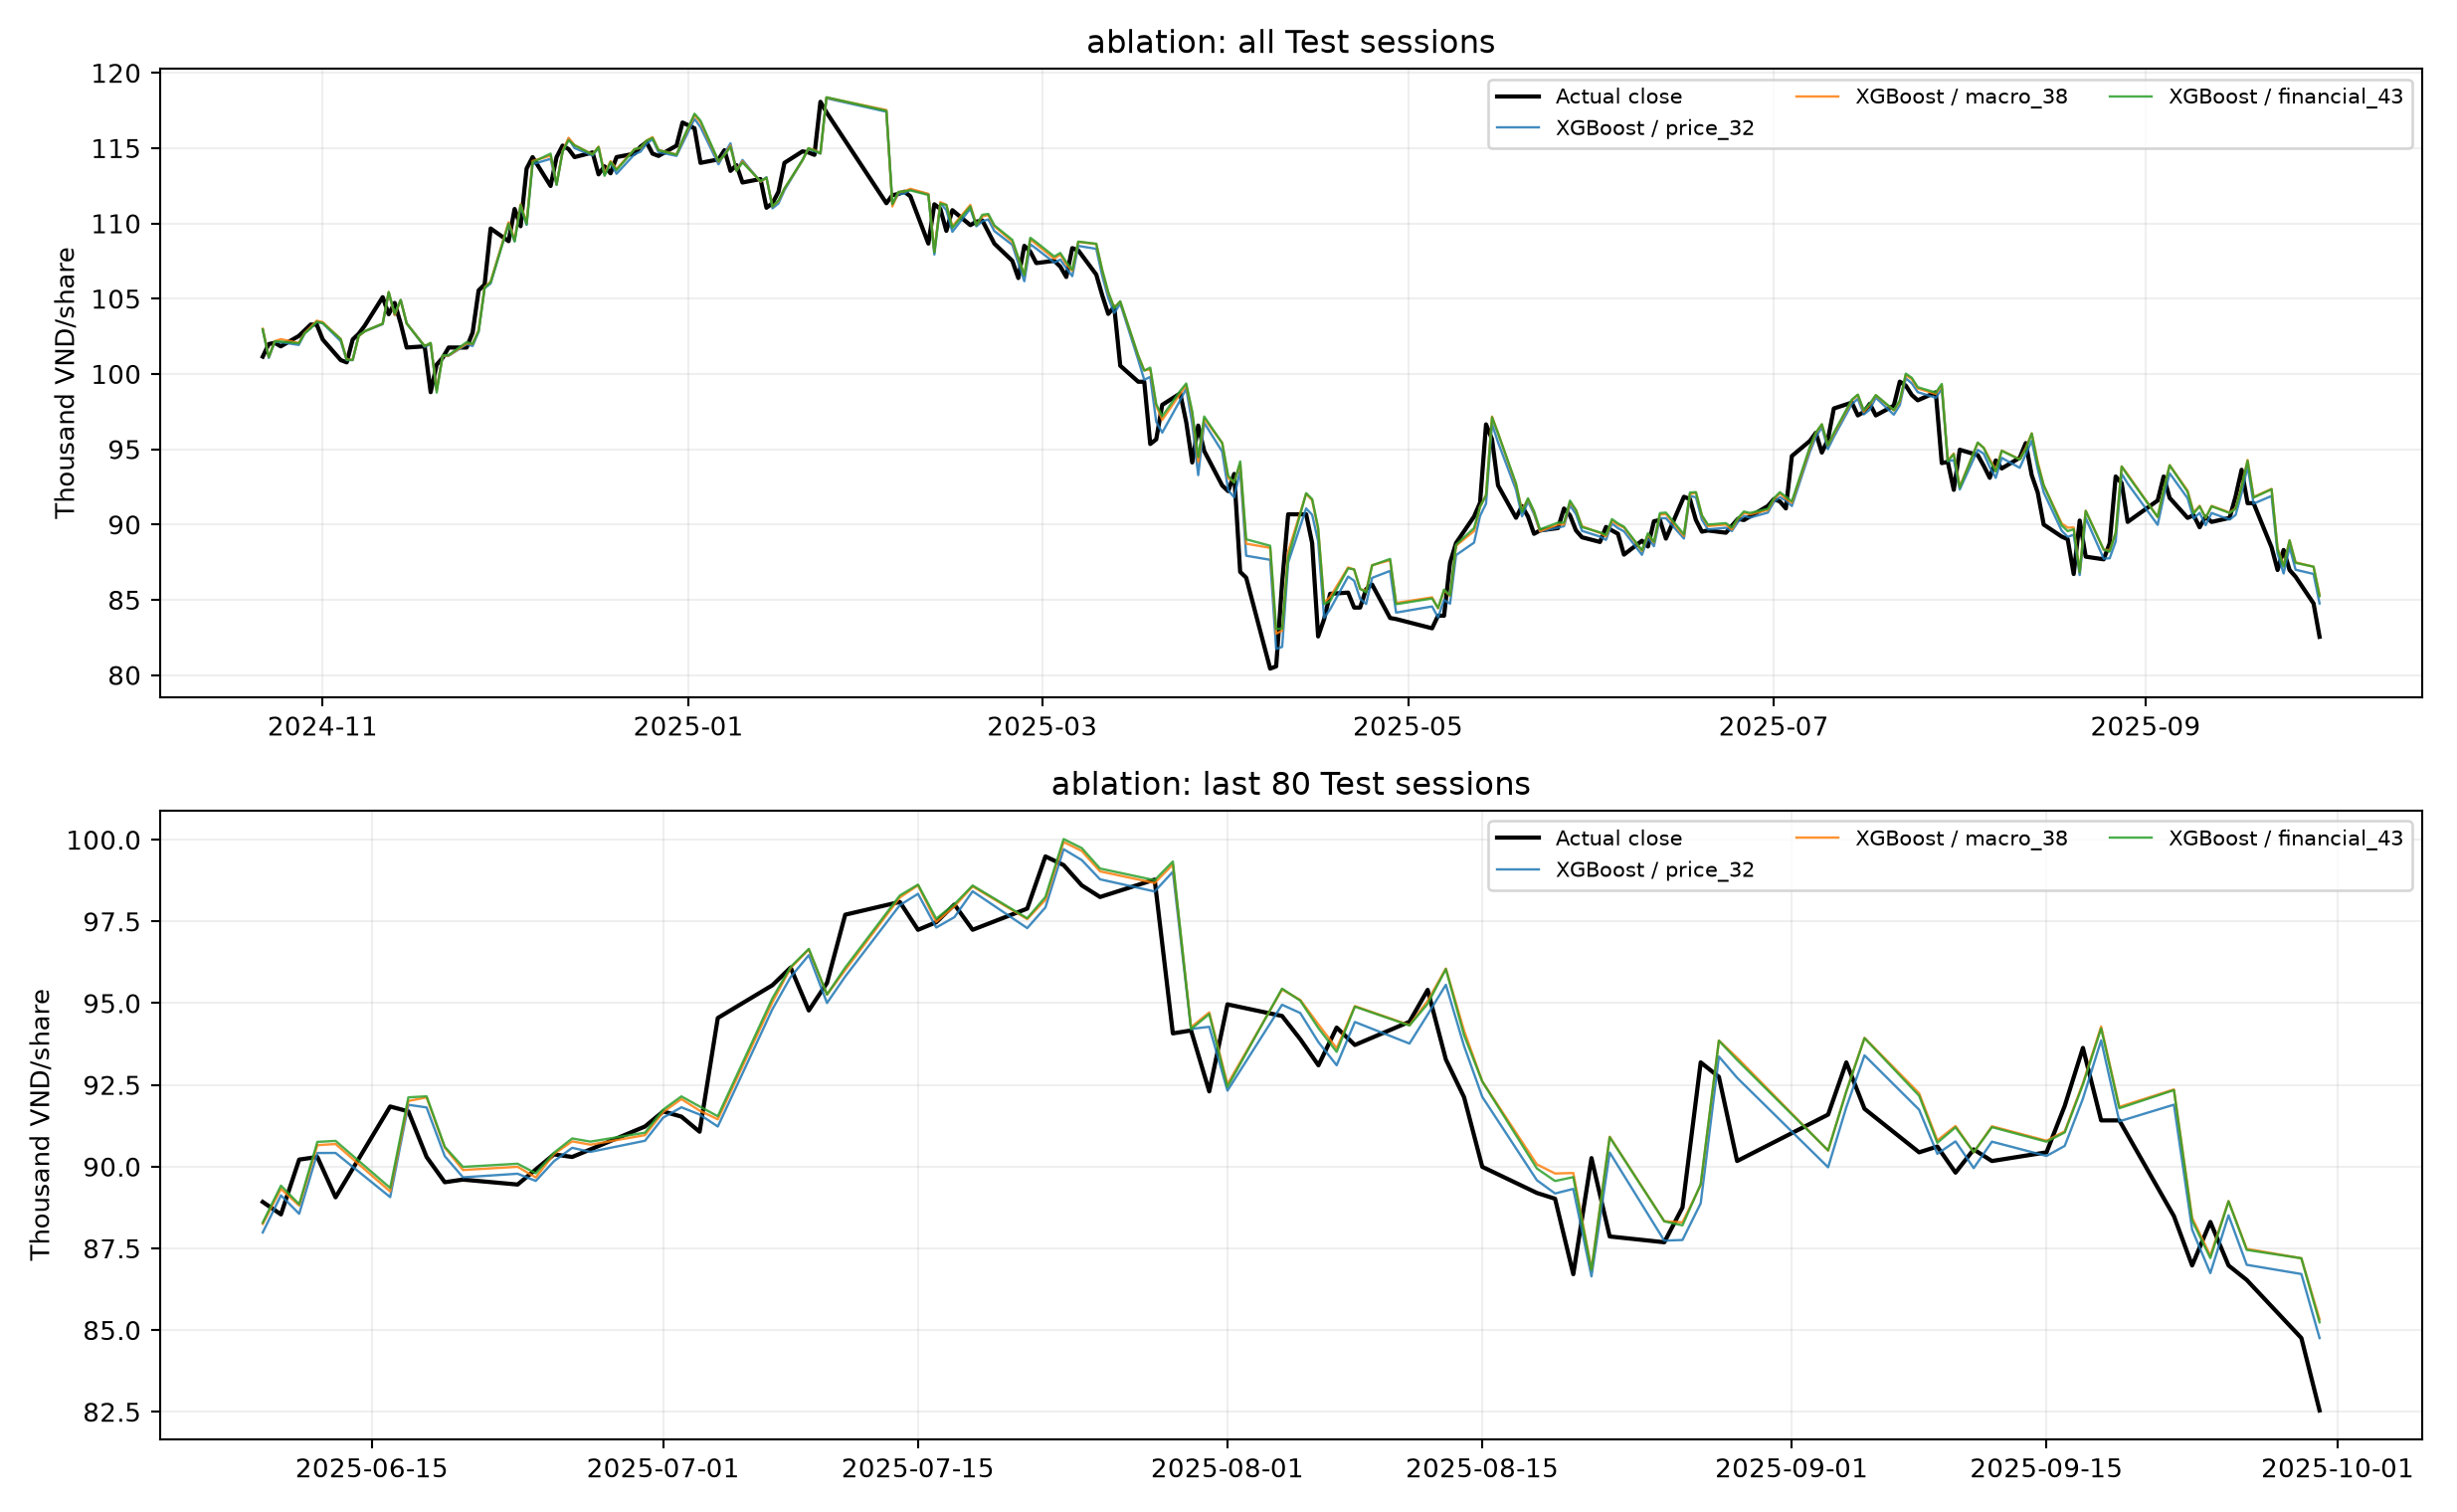 ablation: all Test sessions
Thousand VND/share
120
115
110
105
100
95
90
85
80
Actual close
XGBoost / price_32
XGBoost / macro_38
XGBoost / financial_43
2024-11
2025-01
2025-03
2025-05
2025-07
2025-09
ablation: last 80 Test sessions
Thousand VND/share
100.0
97.5
95.0
92.5
90.0
87.5
85.0
82.5
Actual close
XGBoost / price_32
XGBoost / macro_38
XGBoost / financial_43
2025-06-15
2025-07-01
2025-07-15
2025-08-01
2025-08-15
2025-09-01
2025-09-15
2025-10-01